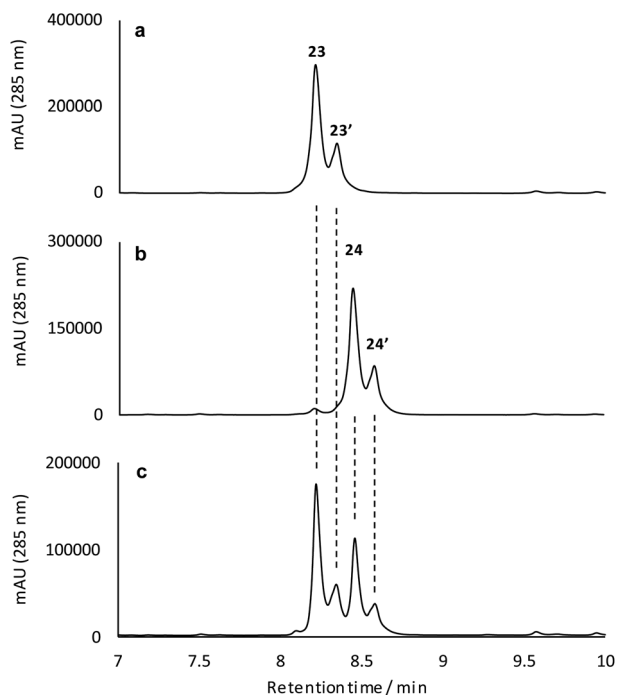 400000
a
23
mAU (285 nm)
200000
23’
0
300000
b
24
mAU (285 nm)
150000
24’
0
200000
c
mAU (285 nm)
100000
0
7 7.5 8 8.5 9 9.5 10
Retention time / min